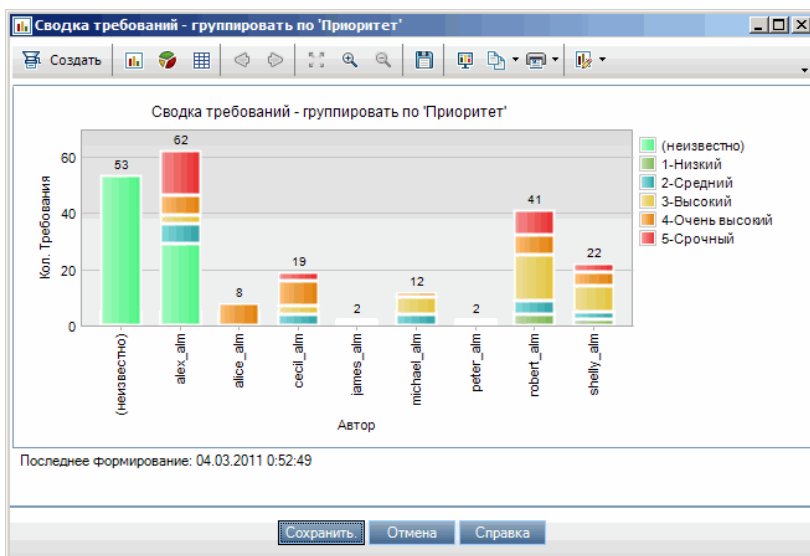 Сводка требований - группировать по 'Приоритет'
Создать
Сводка требований - группировать по 'Приоритет'
Кол. Требования
60
40
20
0
53
62
8
19
2
12
2
41
22
(неизвестно)
alex_alm
alice_alm
cecil_alm
james_alm
michael_alm
peter_alm
robert_alm
shelly_alm
Автор
(неизвестно)
1-Низкий
2-Средний
3-Высокий
4-Очень высокий
5-Срочный
Последнее формирование: 04.03.2011 0:52:49
Сохранить Отмена Справка